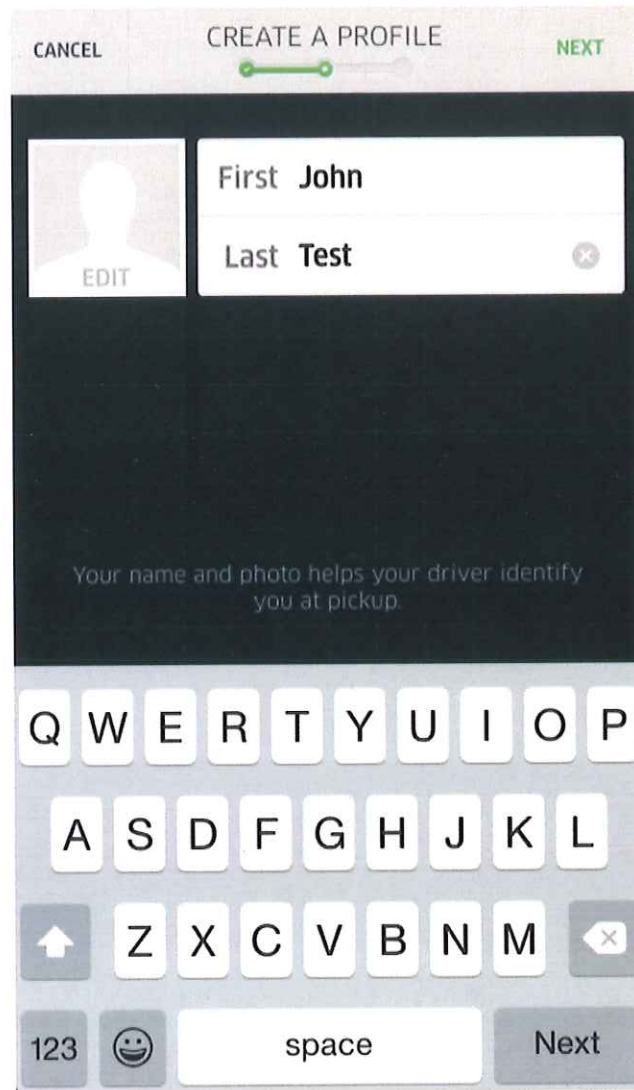 CANCEL CREATE A PROFILE NEXT
First John
Last Test
EDIT
Your name and photo helps your driver identify
you at pickup.
Q W E R T Y U I O P
A S D F G H J K L
Z X C V B N M
123 space Next